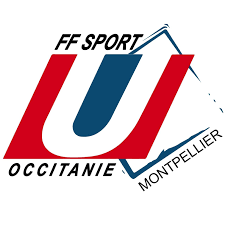 FF SPORT
U
OCCITANIE
MONTPELLIER